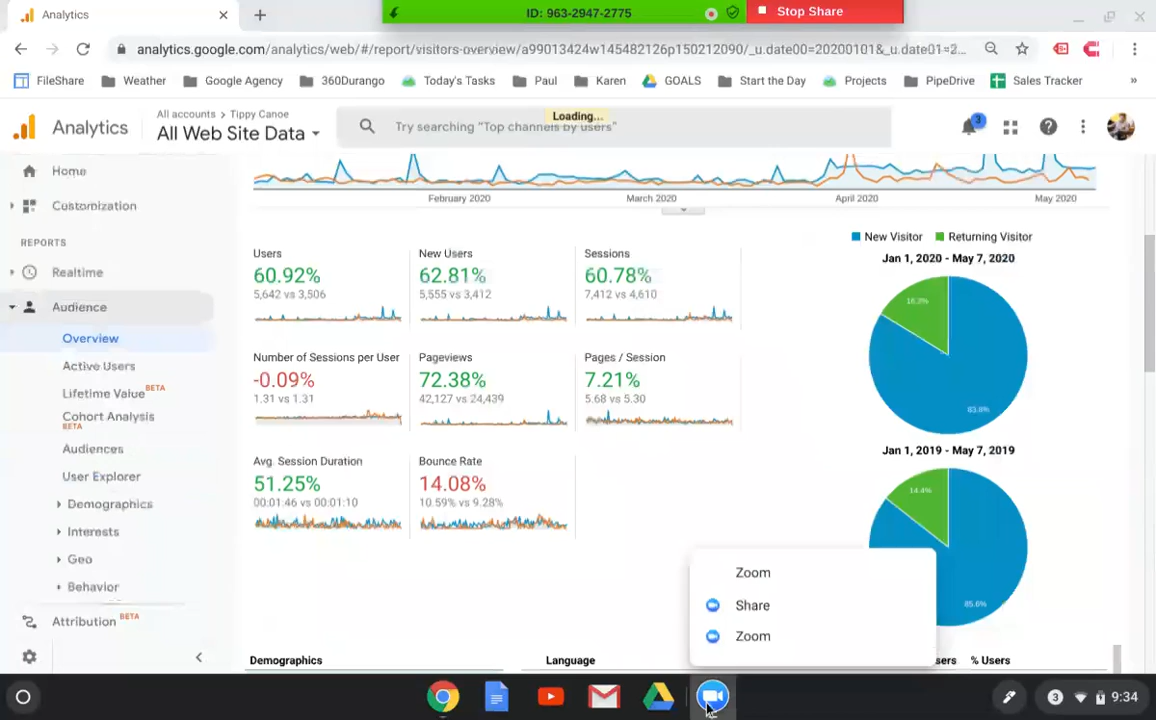 Analytics
ID: 963-2947-2775
Stop Share
analytics.google.com/analytics/web/#/report/visitors-overview/a99013424w145482126p150212090/_u.date00=20200101&_u.date01=2...
FileShare
Weather
Google Agency
360Durango
Today's Tasks
Paul
Karen
GOALS
Start the Day
Projects
PipeDrive
Sales Tracker
»
Analytics
All accounts > Tippy Canoe
All Web Site Data
Loading...
Try searching "Top channels by users"
3
Home
Customization
REPORTS
Realtime
Audience
Overview
Active Users
Lifetime Value BETA
Cohort Analysis
BETA
Audiences
User Explorer
Demographics
Interests
Geo
Behavior
Attribution BETA
February 2020
March 2020
April 2020
May 2020
Users
60.92%
5,642 vs 3,506
New Users
62.81%
5,555 vs 3,412
Sessions
60.78%
7,412 vs 4,610
Number of Sessions per User
-0.09%
1.31 vs 1.31
Pageviews
72.38%
42,127 vs 24,439
Pages / Session
7.21%
5.68 vs 5.30
Avg. Session Duration
51.25%
00:01:46 vs 00:01:10
Bounce Rate
14.08%
10.59% vs 9.28%
New Visitor
Returning Visitor
Jan 1, 2020 - May 7, 2020
Jan 1, 2019 - May 7, 2019
14.4%
85.6%
Zoom
Share
Zoom
Demographics
Language
sers
% Users
3
9:34